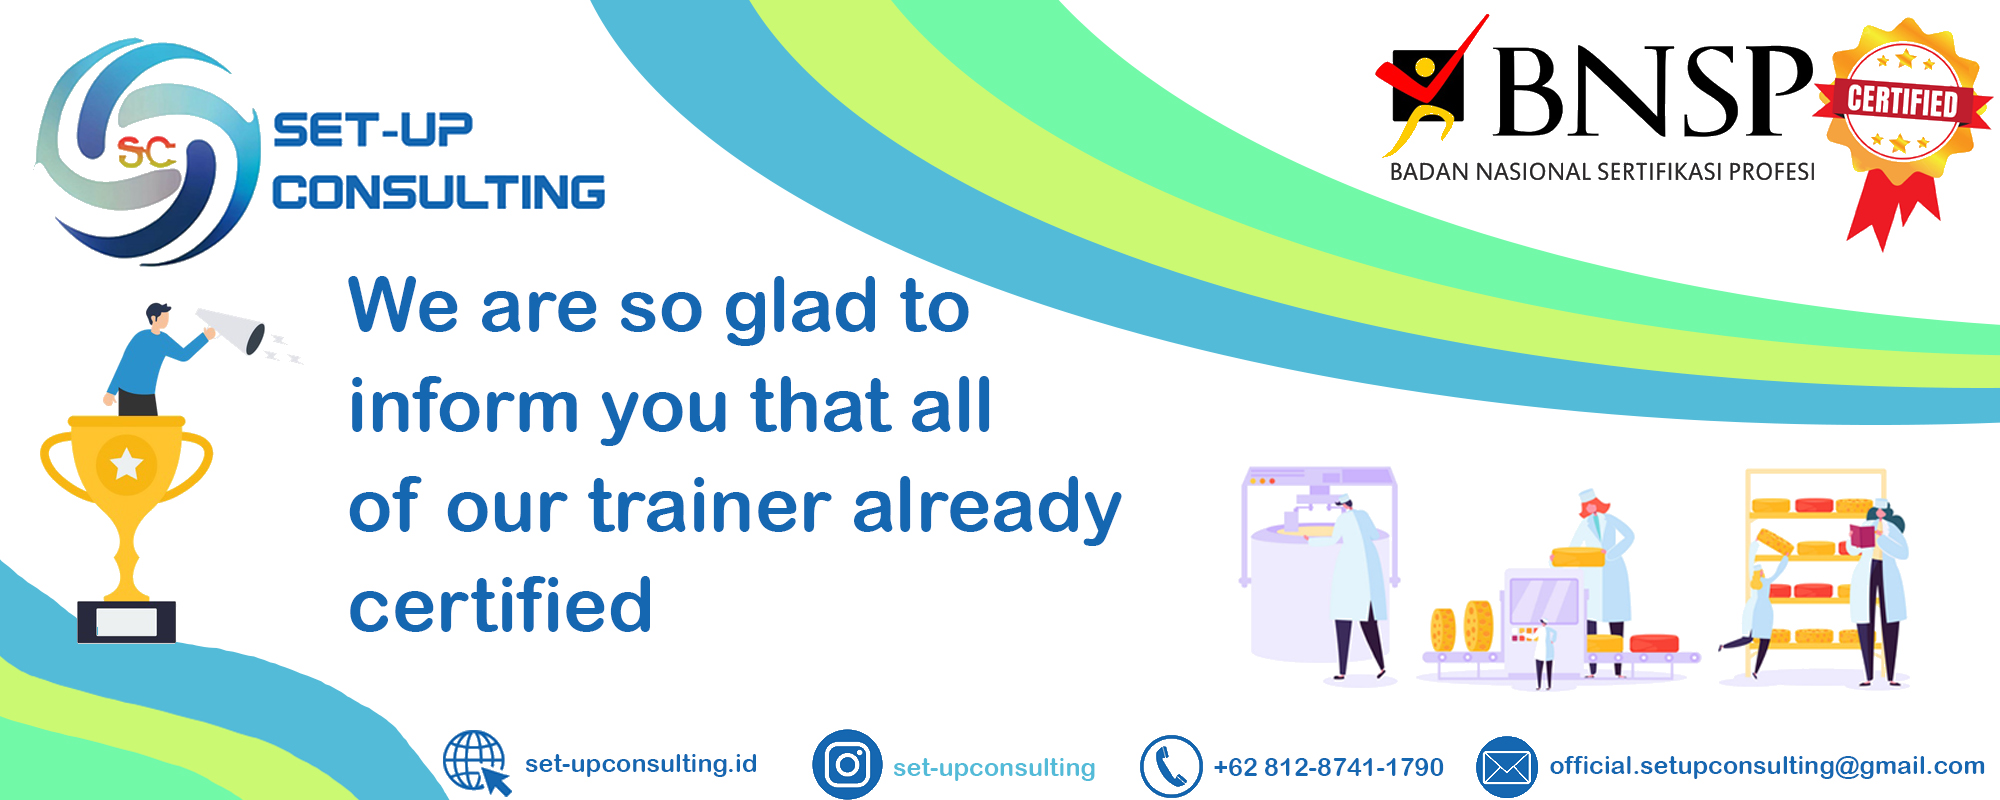 SC
SET-UP
CONSULTING
BNSP
BADAN NASIONAL SERTIFIKASI PROFESI
CERTIFIED
We are so glad to
inform you that all
of our trainer already
certified
set-upconsulting.id
set-upconsulting
+62 812-8741-1790
official.setupconsulting@gmail.com